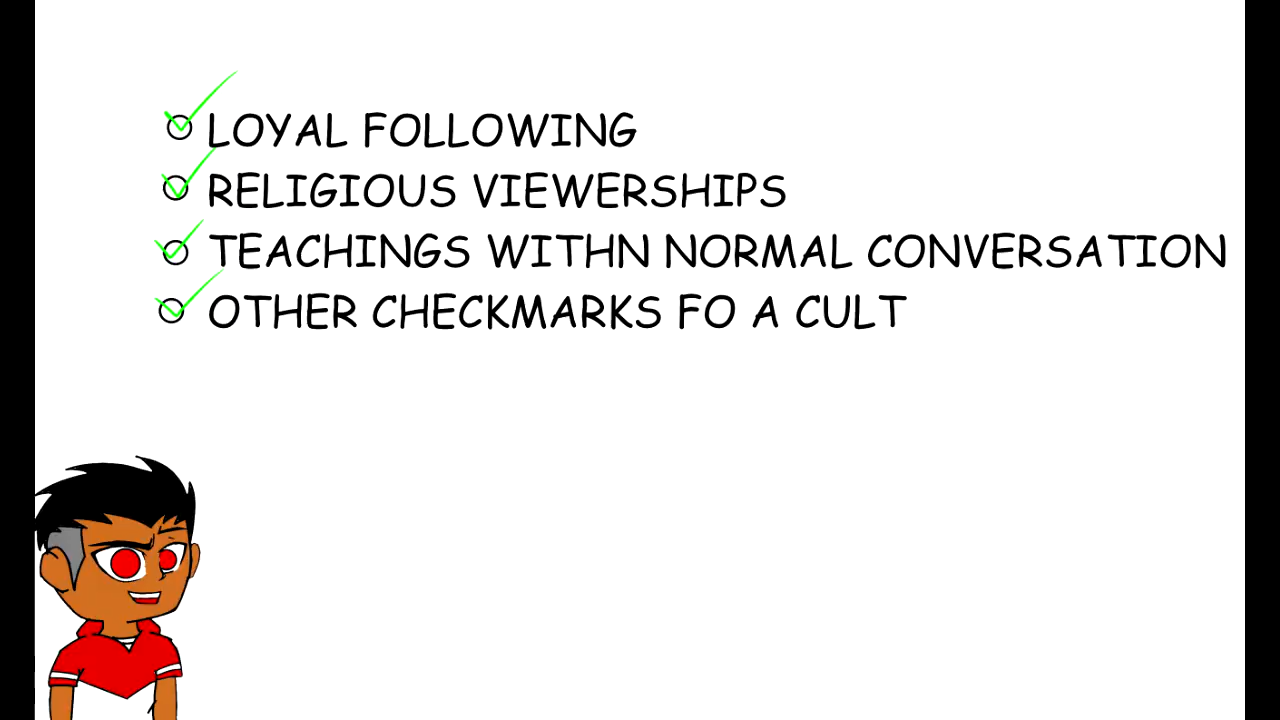 LOYAL FOLLOWING
RELIGIOUS VIEWERSHIPS
TEACHINGS WITHN NORMAL CONVERSATION
OTHER CHECKMARKS FO A CULT